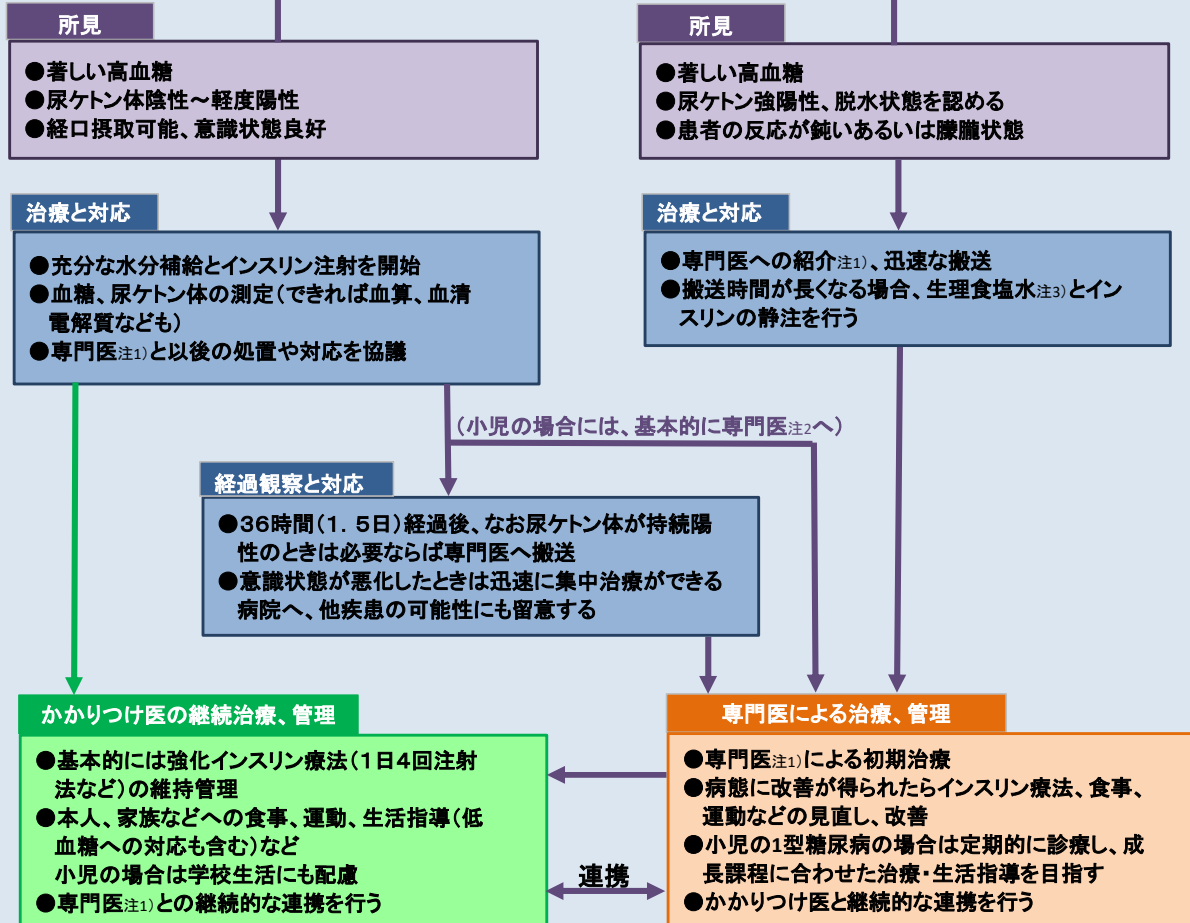 所見
●著しい高血糖
●尿ケトン体陰性～軽度陽性
●経口摂取可能、意識状態良好
所見
●著しい高血糖
●尿ケトン強陽性、脱水状態を認める
●患者の反応が鈍いあるいは朦朧状態
治療と対応
●充分な水分補給とインスリン注射を開始
●血糖、尿ケトン体の測定（できれば血算、血清
電解質なども）
●専門医注1）と以後の処置や対応を協議
治療と対応
●専門医への紹介注1）、迅速な搬送
●搬送時間が長くなる場合、生理食塩水注3）とイン
スリンの静注を行う
（小児の場合には、基本的に専門医注2へ）
経過観察と対応
●36時間（1．5日）経過後、なお尿ケトン体が持続陽
性のときは必要ならば専門医へ搬送
●意識状態が悪化したときは迅速に集中治療ができる
病院へ、他疾患の可能性にも留意する
かかりつけ医の継続治療、管理
●基本的には強化インスリン療法（1日4回注射
法など）の維持管理
●本人、家族などへの食事、運動、生活指導（低
血糖への対応も含む）など
小児の場合は学校生活にも配慮
●専門医注1）との継続的な連携を行う
連携
専門医による治療、管理
●専門医注1）による初期治療
●病態に改善が得られたらインスリン療法、食事、
運動などの見直し、改善
●小児の1型糖尿病の場合は定期的に診療し、成
長課程に合わせた治療・生活指導を目指す
●かかりつけ医と継続的な連携を行う